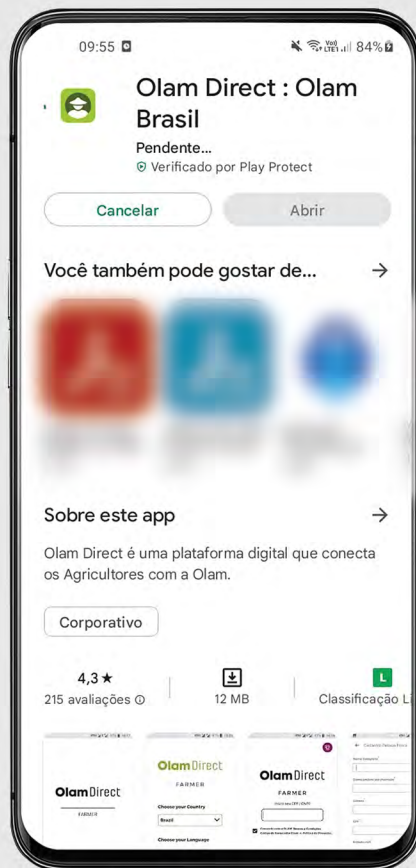 09:55 84%
Olam Direct : Olam
Brasil
Pendente...
Verificado por Play Protect
Cancelar Abrir
Você também pode gostar de...
Sobre este app
Olam Direct é uma plataforma digital que conecta
os Agricultores com a Olam.
Corporativo
4,3★ L
215 avaliações 12 MB Classificação Li
Olam Direct
FARMER
Olam Direct
FARMER
Choose your Country
Brasil
Choose your Language
Olam Direct
FARMER